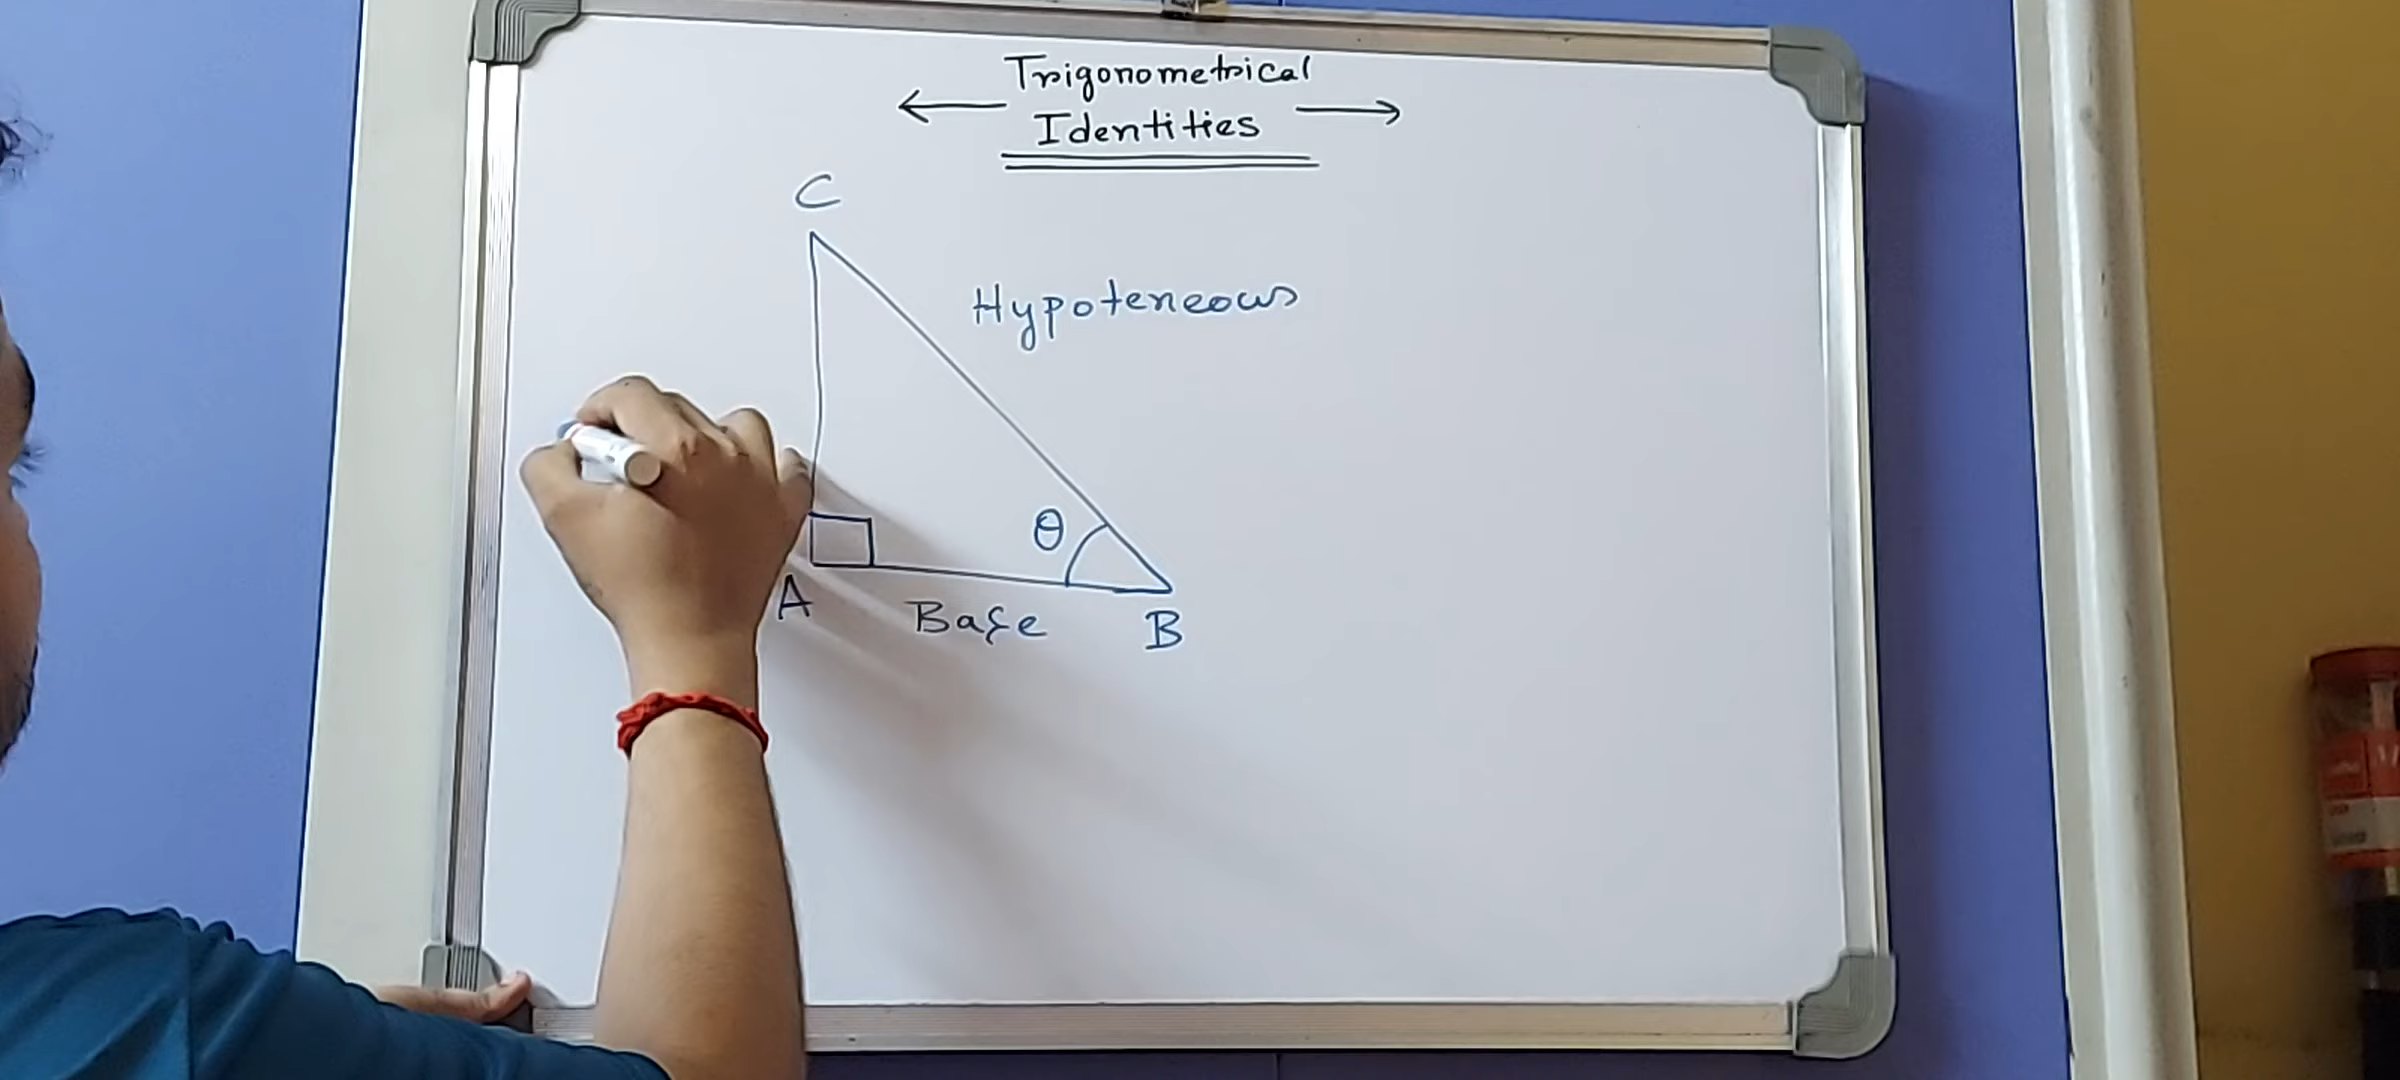 Trigonometrical
Identities
C
Hypoteneous
θ
A
Base
B